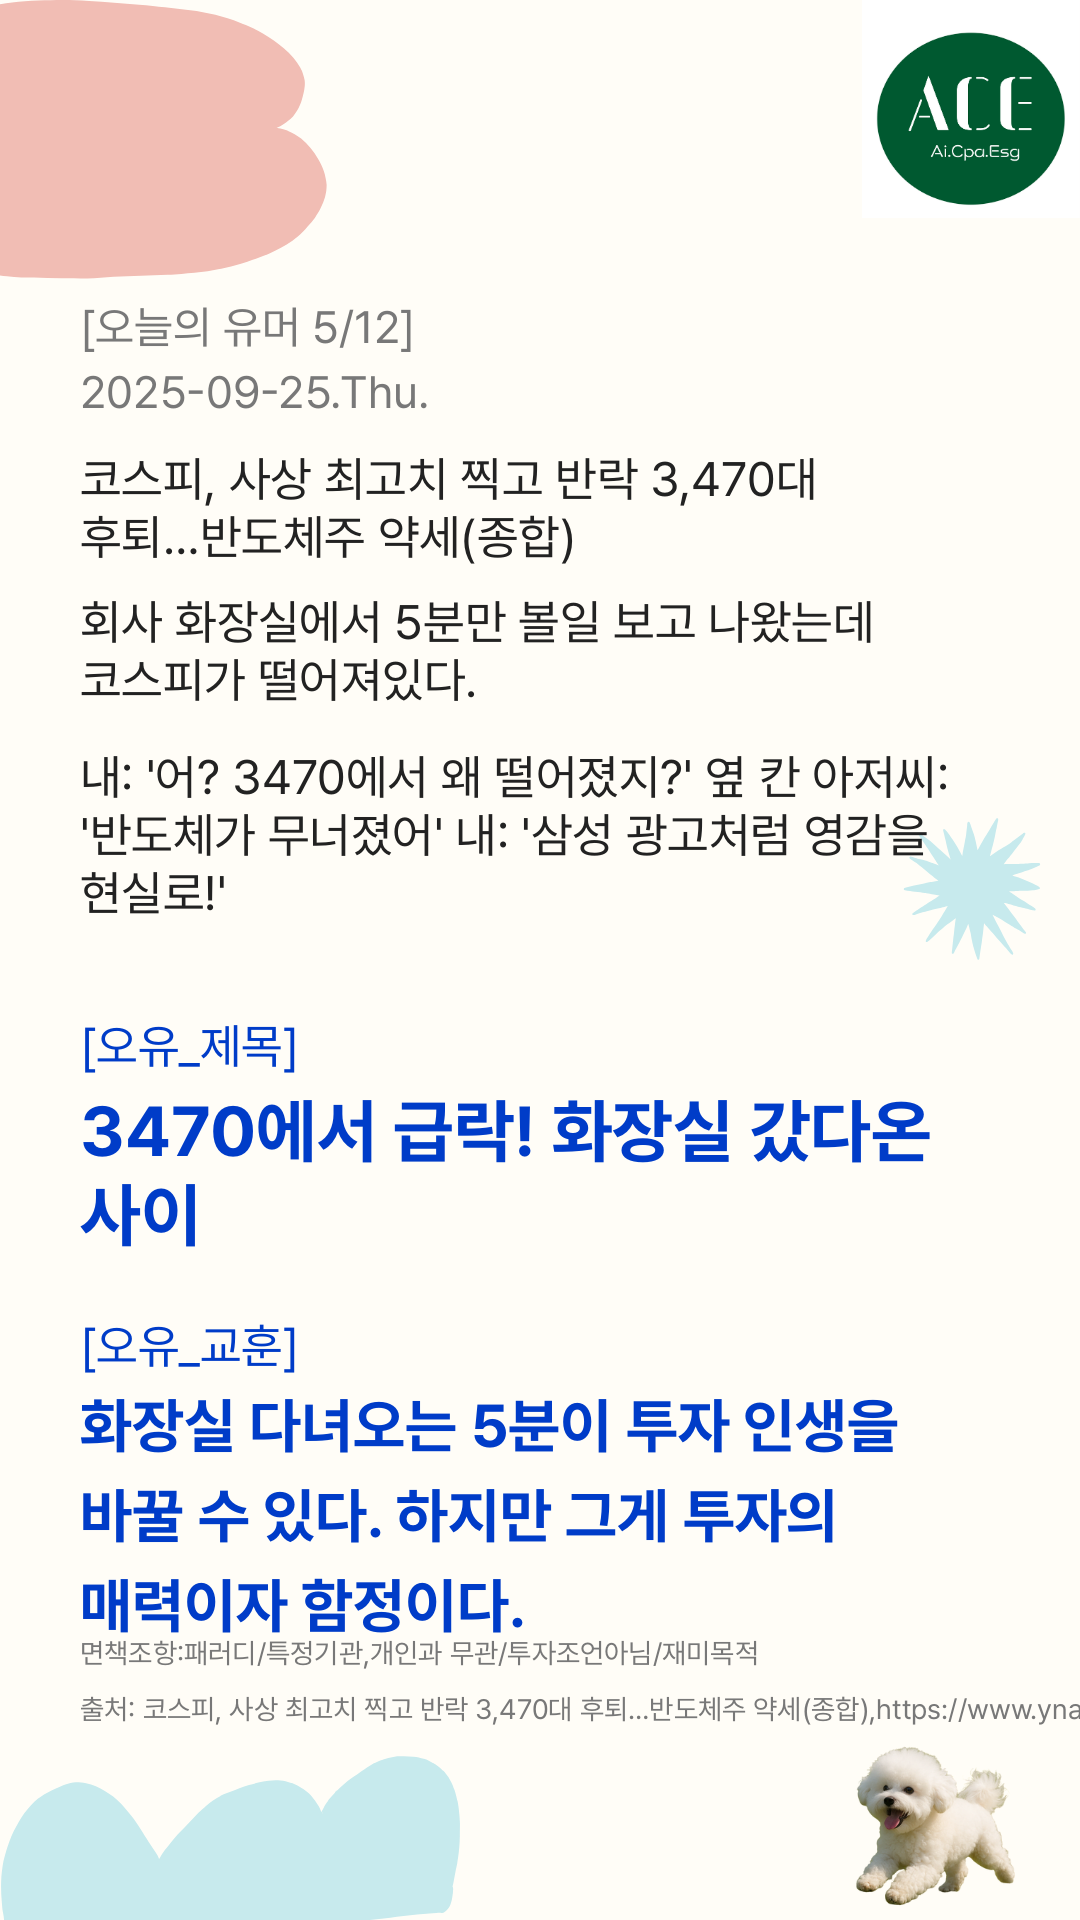 ACE
Ai.Cpa.Esg
[오늘의 유머 5/12]
2025-09-25.Thu.
코스피, 사상 최고치 찍고 반락 3,470대
후퇴…반도체주 약세(종합)
회사 화장실에서 5분만 볼일 보고 나왔는데
코스피가 떨어져있다.
내: '어? 3470에서 왜 떨어졌지?' 옆 칸 아저씨:
'반도체가 무너졌어' 내: '삼성 광고처럼 영감을
현실로!'
[오유_제목]
3470에서 급락! 화장실 갔다온
사이
[오유_교훈]
화장실 다녀오는 5분이 투자 인생을
바꿀 수 있다. 하지만 그게 투자의
매력이자 함정이다.
면책조항:패러디/특정기관,개인과 무관/투자조언아님/재미목적
출처: 코스피, 사상 최고치 찍고 반락 3,470대 후퇴…반도체주 약세(종합),https://www.yna